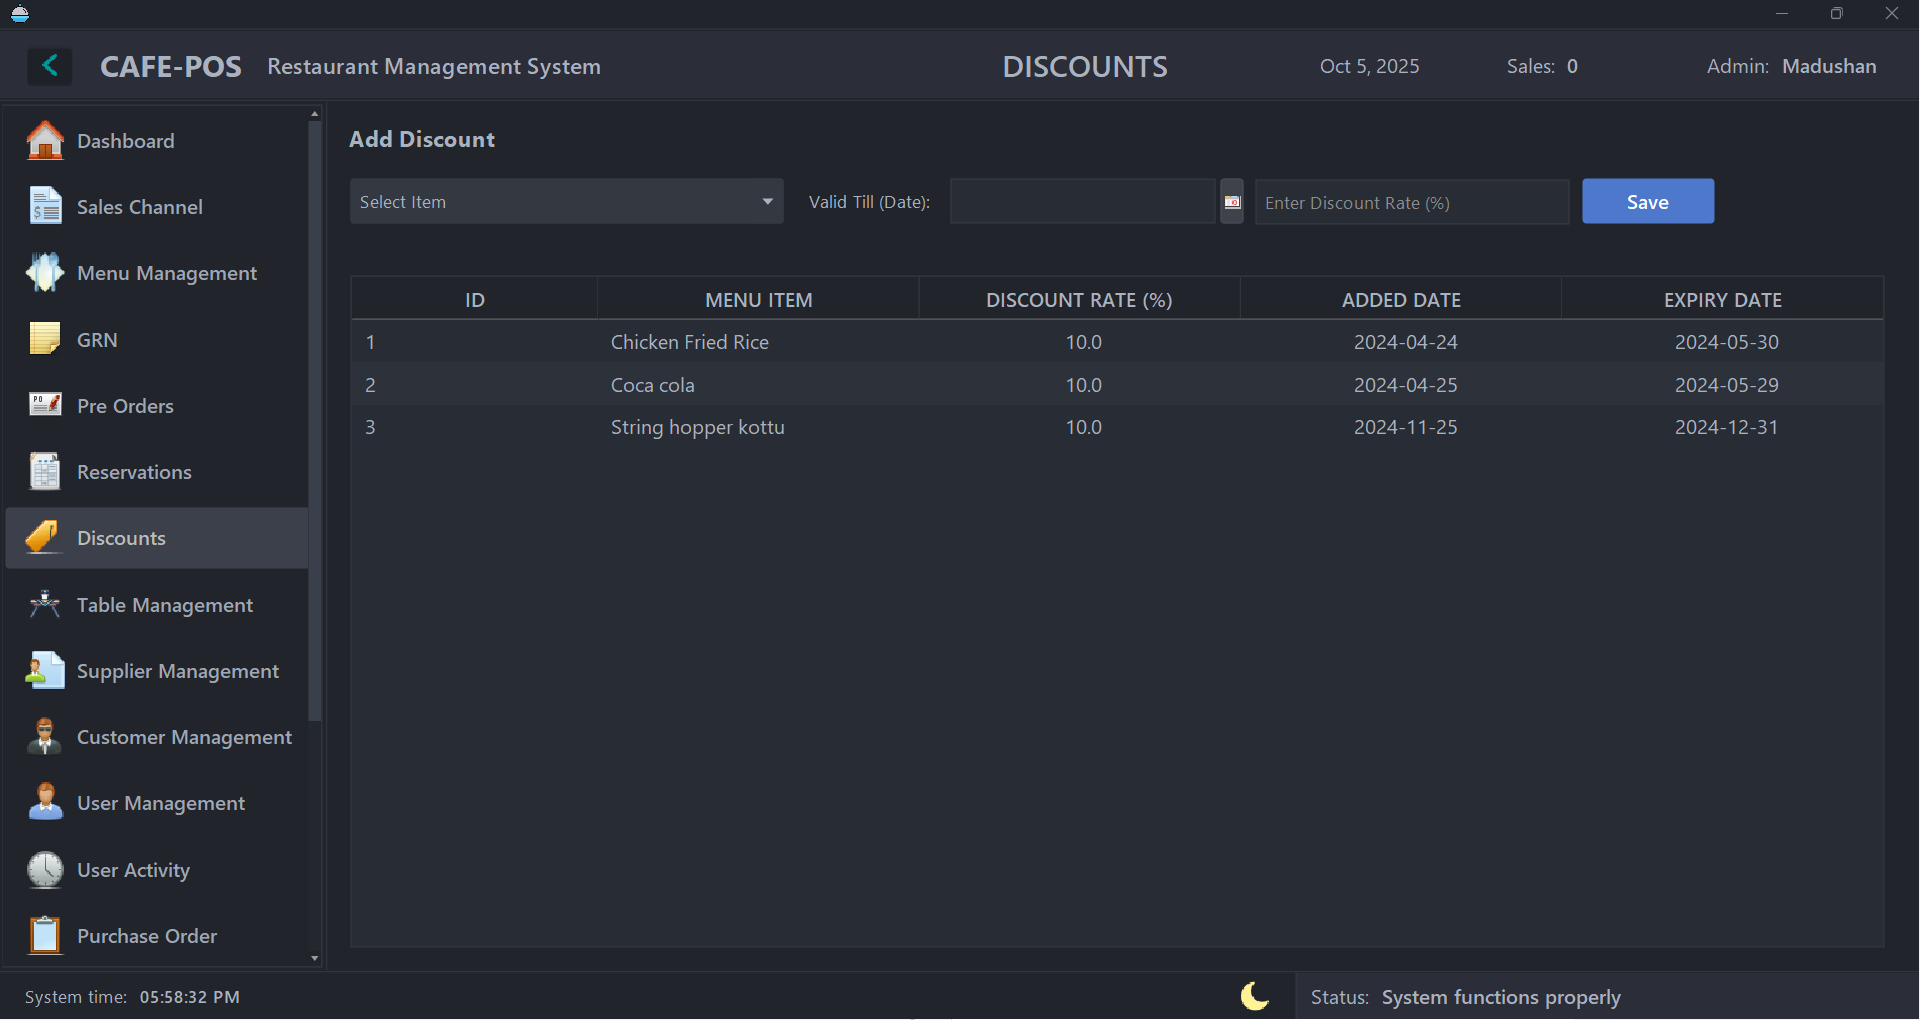 CAFE-POS Restaurant Management System DISCOUNTS Oct 5, 2025 Sales: 0 Admin: Madushan
Dashboard
Sales Channel
Menu Management
GRN
Pre Orders
Reservations
Discounts
Table Management
Supplier Management
Customer Management
User Management
User Activity
Purchase Order
Add Discount
Select Item Valid Till (Date): Enter Discount Rate (%) Save
ID MENU ITEM DISCOUNT RATE (%) ADDED DATE EXPIRY DATE
1 Chicken Fried Rice 10.0 2024-04-24 2024-05-30
2 Coca cola 10.0 2024-04-25 2024-05-29
3 String hopper kottu 10.0 2024-11-25 2024-12-31
System time: 05:58:32 PM Status: System functions properly